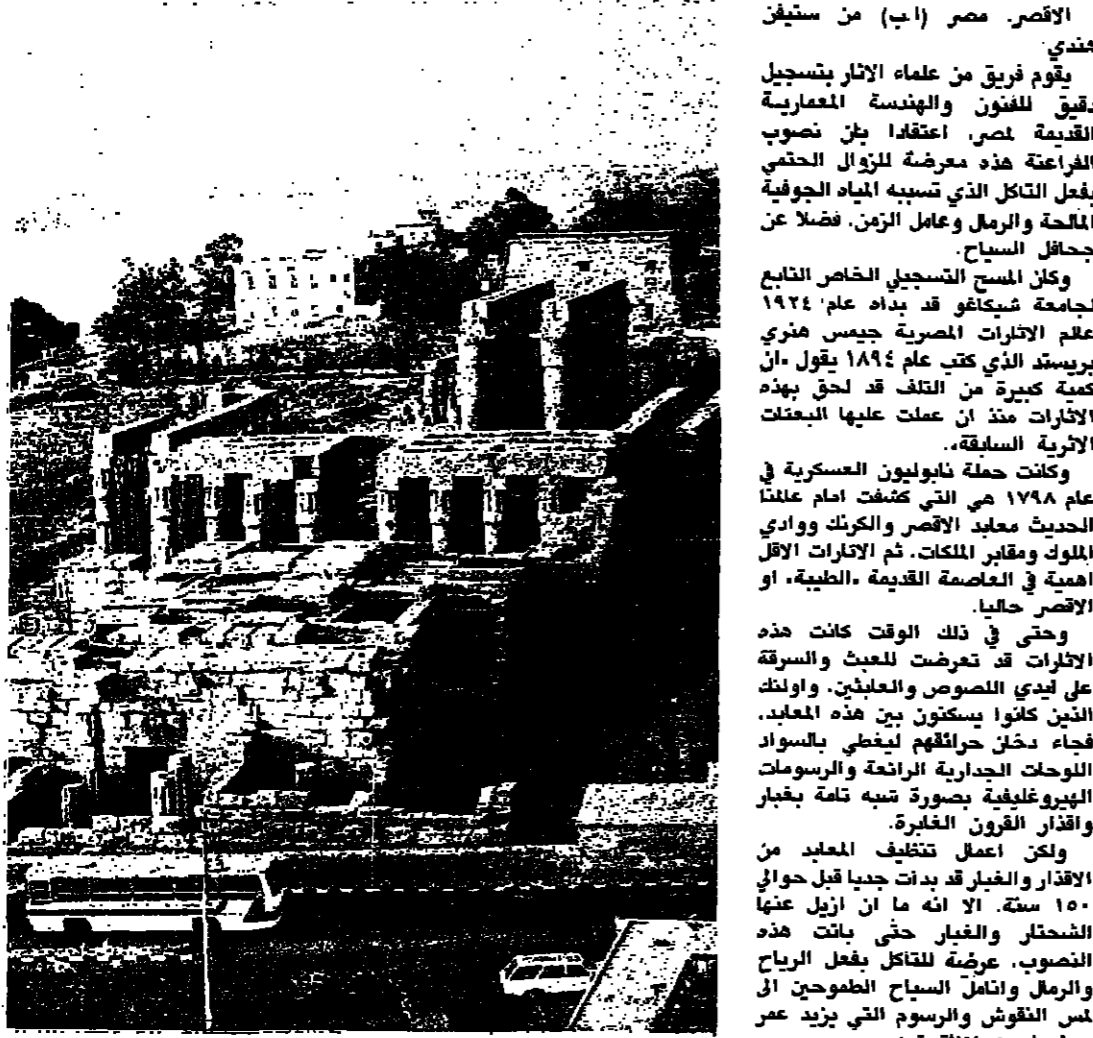 الاقصر. مصر (اب) من ستيفن
هندي
يقوم فريق من علماء الاثار بتسجيل
دقيق للفنون والهندسة المعمارية
القديمة لمصر، اعتقادا بان نصوب
الفراعنة هذه معرضة للزوال الحتمي
بفعل التاكل الذي تسببه المياه الجوفية
المالحة والرمال وعامل الزمن. فضلا عن
جحافل السياح.
وكان المسح التسجيلي الخاص التابع
لجامعة شيكاغو قد بداه عام ١٩٢٤
عالم الاثارات المصرية جيمس هنري
بريستد الذي كتب عام ١٨٩٤ يقول «ان
كمية كبيرة من التلف قد لحق بهذه
الاثارات منذ ان عملت عليها البعثات
الاثرية السابقة».
وكانت حملة نابوليون العسكرية في
عام ١٧٩٨ هي التي كشفت امام عالمنا
الحديث معابد الاقصر والكرنك ووادي
الملوك ومقابر الملكات. ثم الاثارات الاقل
اهمية في العاصمة القديمة «الطيبة» او
الاقصر حاليا.
وحتى في ذلك الوقت كانت هذه
الاثارات قد تعرضت للعبث والسرقة
على ايدي اللصوص والعابثين. واولئك
الذين كانوا يسكنون بين هذه المعابد.
فجاء دخان حرائقهم ليغطي بالسواد
اللوحات الجدارية الرائعة والرسومات
الهيروغليفية بصورة شبه تامة بغبار
واقذار القرون الغابرة.
ولكن اعمال تنظيف المعابد من
الاقذار والغبار قد بدات جديا قبل حوالي
١٥٠ سنة. الا انه ما ان ازيل عنها
الشحتار والغبار حتى باتت هذه
النصوب. عرضة للتاكل بفعل الرياح
والرمال وانامل السياح الطموحين الى
لمس النقوش والرسوم التي يزيد عمر